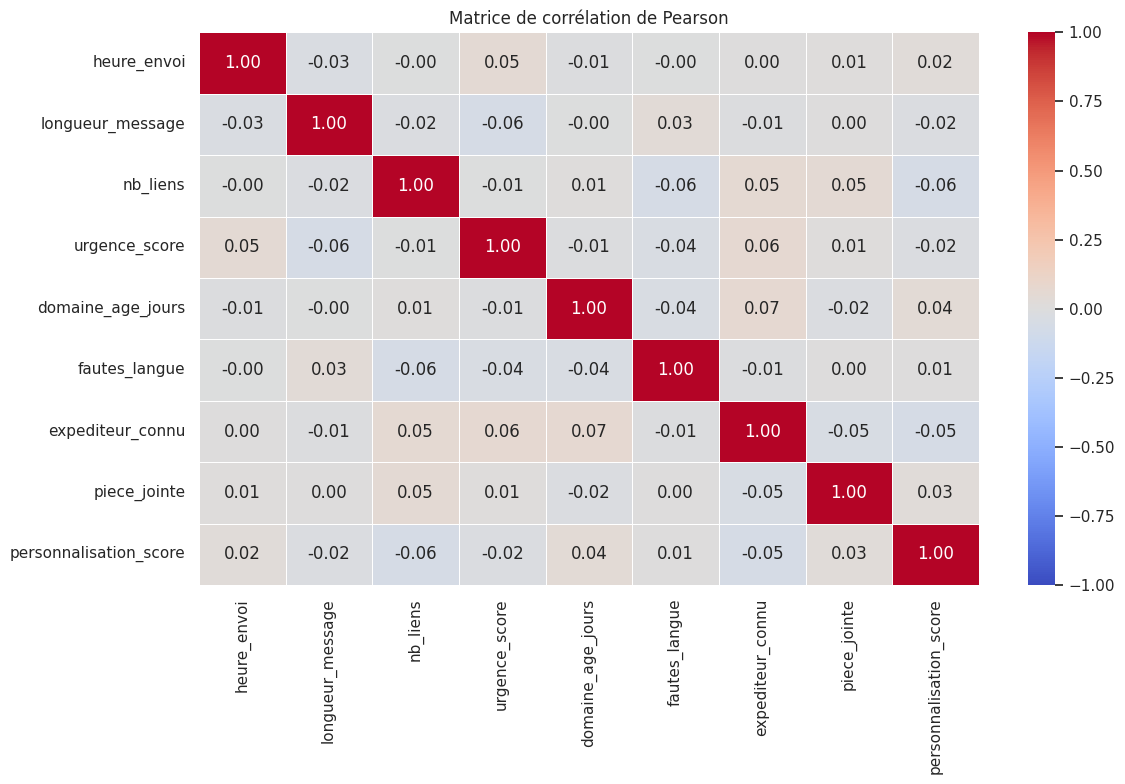 Matrice de corrélation de Pearson
heure_envoi 1.00 -0.03 -0.00 0.05 -0.01 -0.00 0.00 0.01 0.02
longueur_message -0.03 1.00 -0.02 -0.06 -0.00 0.03 -0.01 0.00 -0.02
nb_liens -0.00 -0.02 1.00 -0.01 0.01 -0.06 0.05 0.05 -0.06
urgence_score 0.05 -0.06 -0.01 1.00 -0.01 -0.04 0.06 0.01 -0.02
domaine_age_jours -0.01 -0.00 0.01 -0.01 1.00 -0.04 0.07 -0.02 0.04
fautes_langue -0.00 0.03 -0.06 -0.04 -0.04 1.00 -0.01 0.00 0.01
expediteur_connu 0.00 -0.01 0.05 0.06 0.07 -0.01 1.00 -0.05 -0.05
piece_jointe 0.01 0.00 0.05 0.01 -0.02 0.00 -0.05 1.00 0.03
personnalisation_score 0.02 -0.02 -0.06 -0.02 0.04 0.01 -0.05 0.03 1.00
heure_envoi
longueur_message
nb_liens
urgence_score
domaine_age_jours
fautes_langue
expediteur_connu
piece_jointe
personnalisation_score
1.00
0.75
0.50
0.25
0.00
−0.25
−0.50
−0.75
−1.00